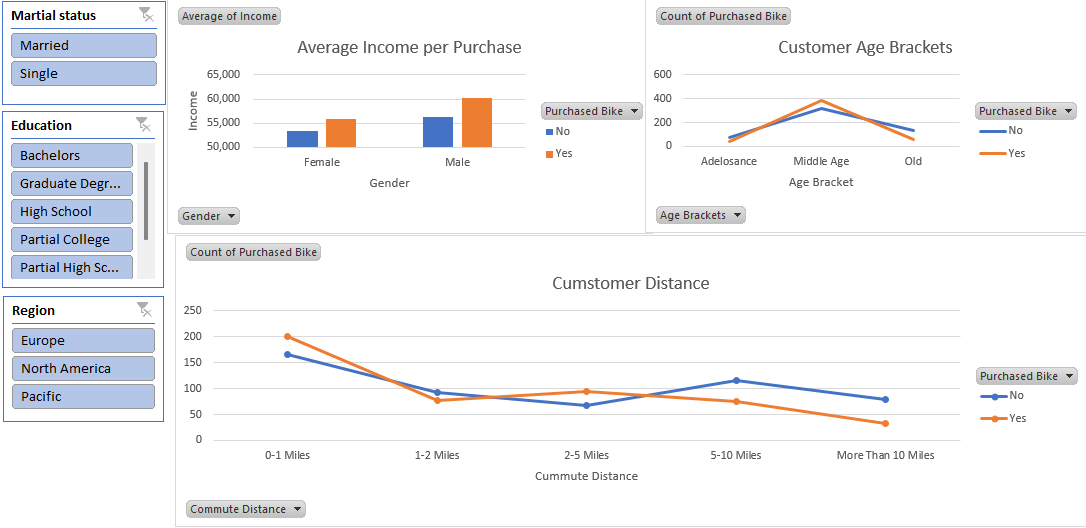 Martial status
Married
Single
Education
Bachelors
Graduate Degr...
High School
Partial College
Partial High Sc...
Region
Europe
North America
Pacific
Average of Income
Average Income per Purchase
65,000
60,000
55,000
50,000
Income
Female
Male
Gender
Purchased Bike
No
Yes
Gender
Count of Purchased Bike
Customer Age Brackets
600
400
200
0
Adelosance
Middle Age
Old
Age Bracket
Purchased Bike
No
Yes
Age Brackets
Count of Purchased Bike
Cumstomer Distance
250
200
150
100
50
0
0-1 Miles
1-2 Miles
2-5 Miles
5-10 Miles
More Than 10 Miles
Cummute Distance
Purchased Bike
No
Yes
Commute Distance